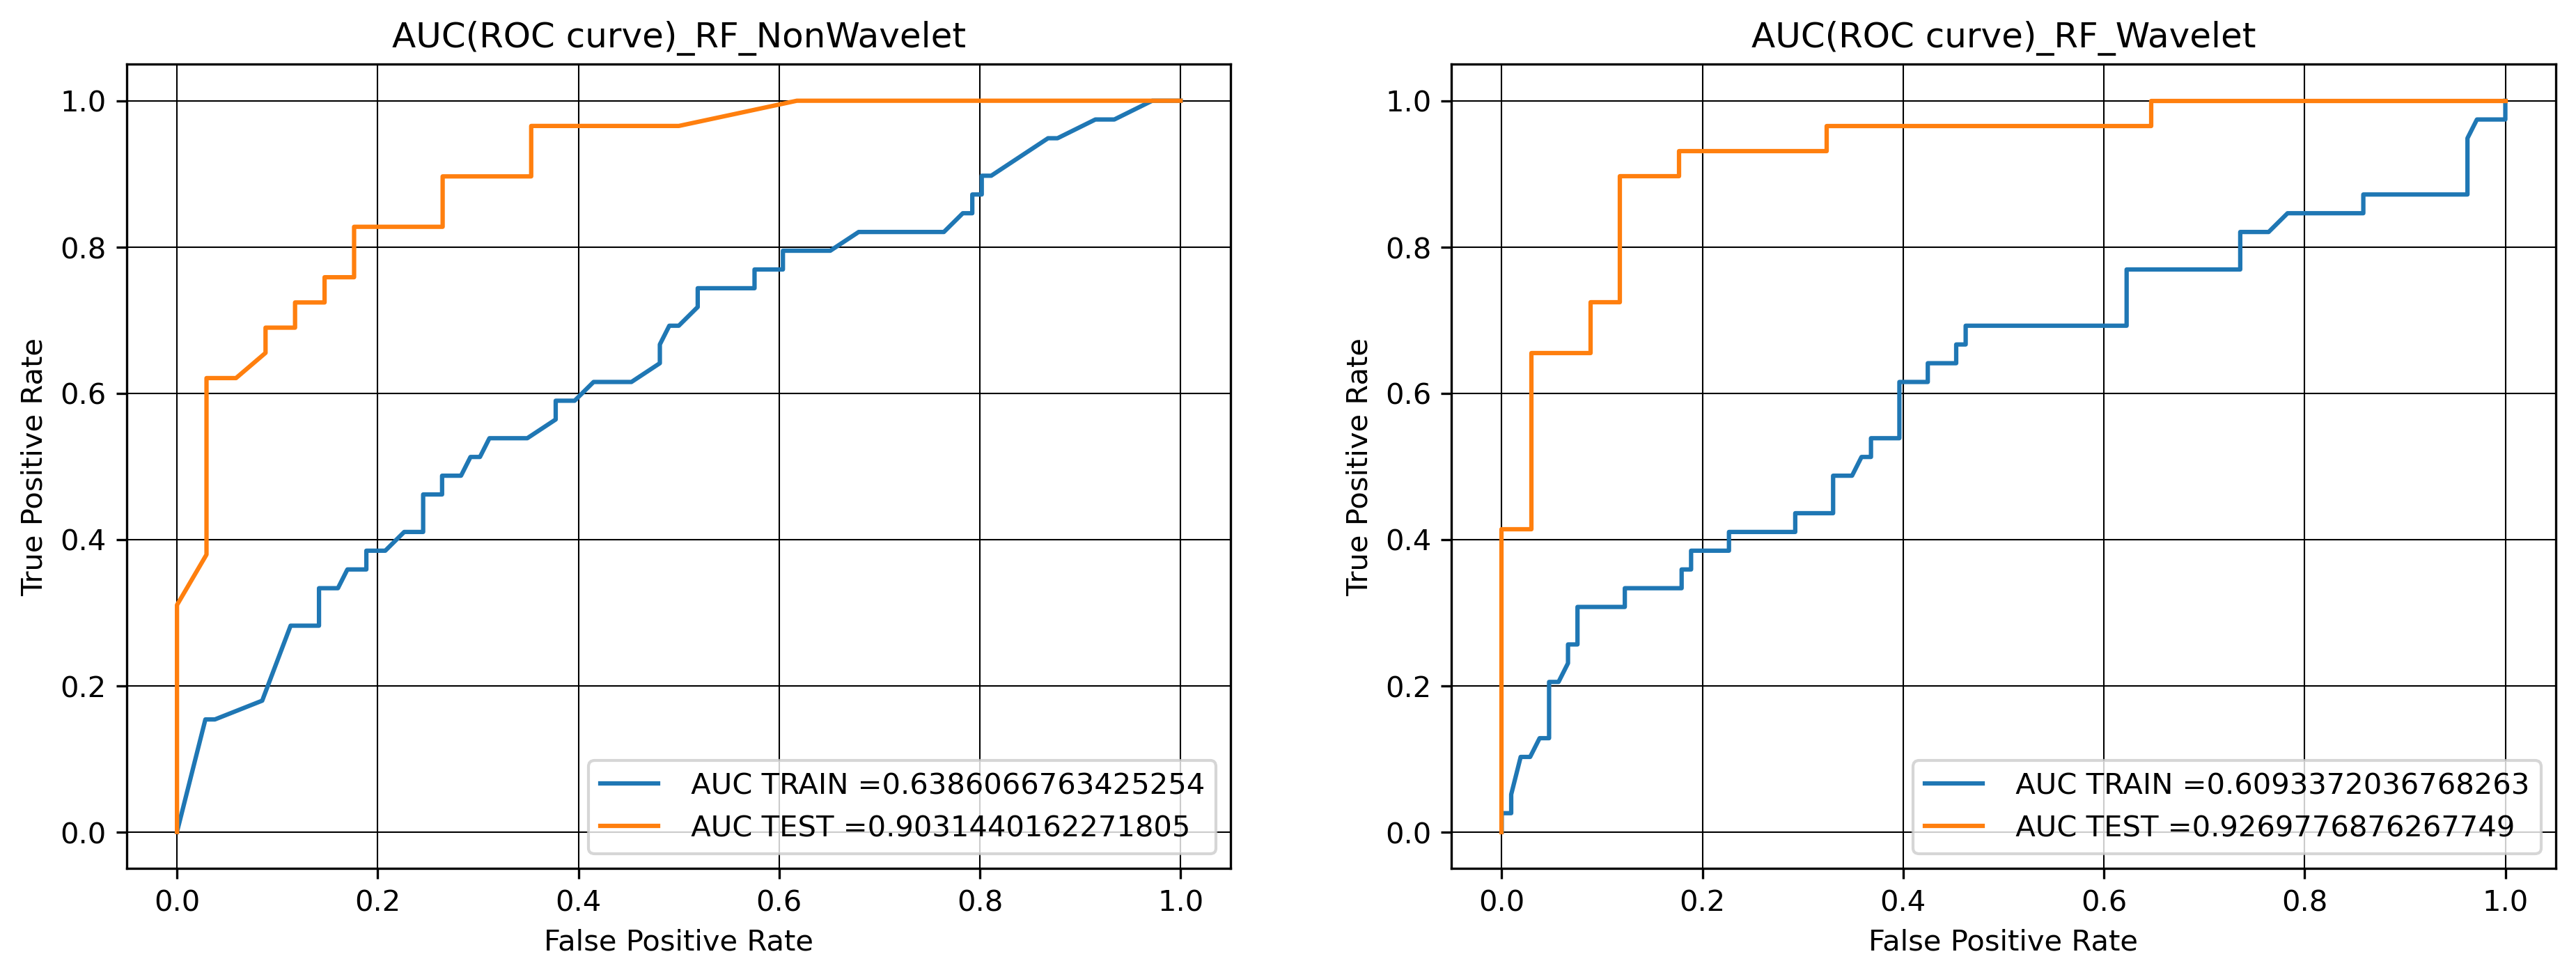 AUC(ROC curve)_RF_NonWavelet
1.0
0.8
0.6
0.4
0.2
0.0
True Positive Rate
AUC TRAIN =0.6386066763425254
AUC TEST =0.9031440162271805
0.0 0.2 0.4 0.6 0.8 1.0
False Positive Rate
AUC(ROC curve)_RF_Wavelet
1.0
0.8
0.6
0.4
0.2
0.0
True Positive Rate
AUC TRAIN =0.6093372036768263
AUC TEST =0.9269776876267749
0.0 0.2 0.4 0.6 0.8 1.0
False Positive Rate